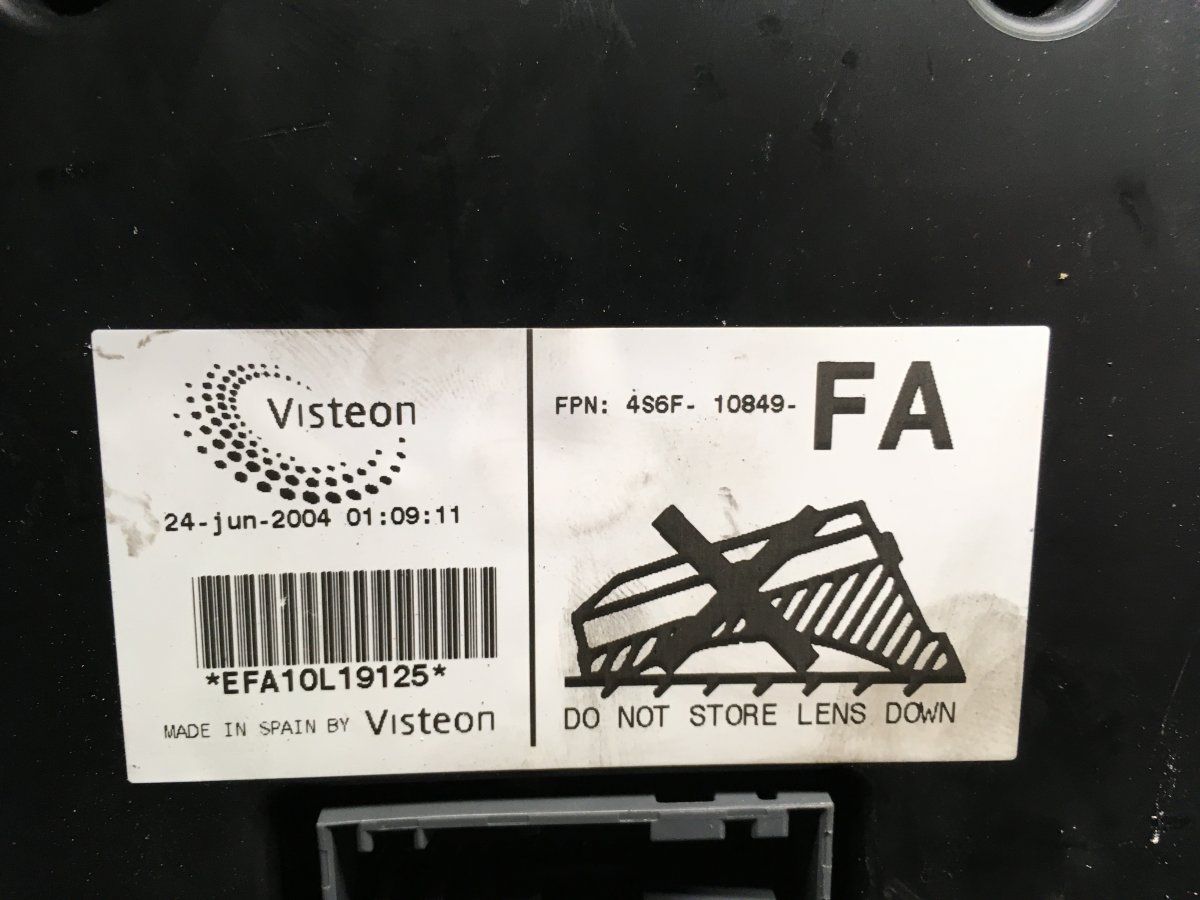 Visteon
24-jun-2004 01:09:11
*EFA10L19125*
MADE IN SPAIN BY Visteon
FPN: 4S6F- 10849- FA
DO NOT STORE LENS DOWN